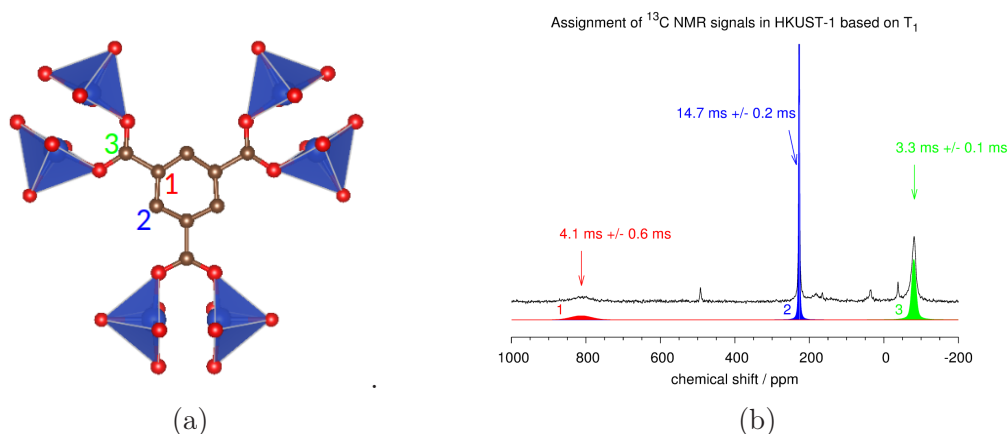 3
1
2
.
(a)
Assignment of ¹³C NMR signals in HKUST-1 based on T₁
14.7 ms +/- 0.2 ms
3.3 ms +/- 0.1 ms
4.1 ms +/- 0.6 ms
1
2
3
1000 800 600 400 200 0 -200
chemical shift / ppm
(b)